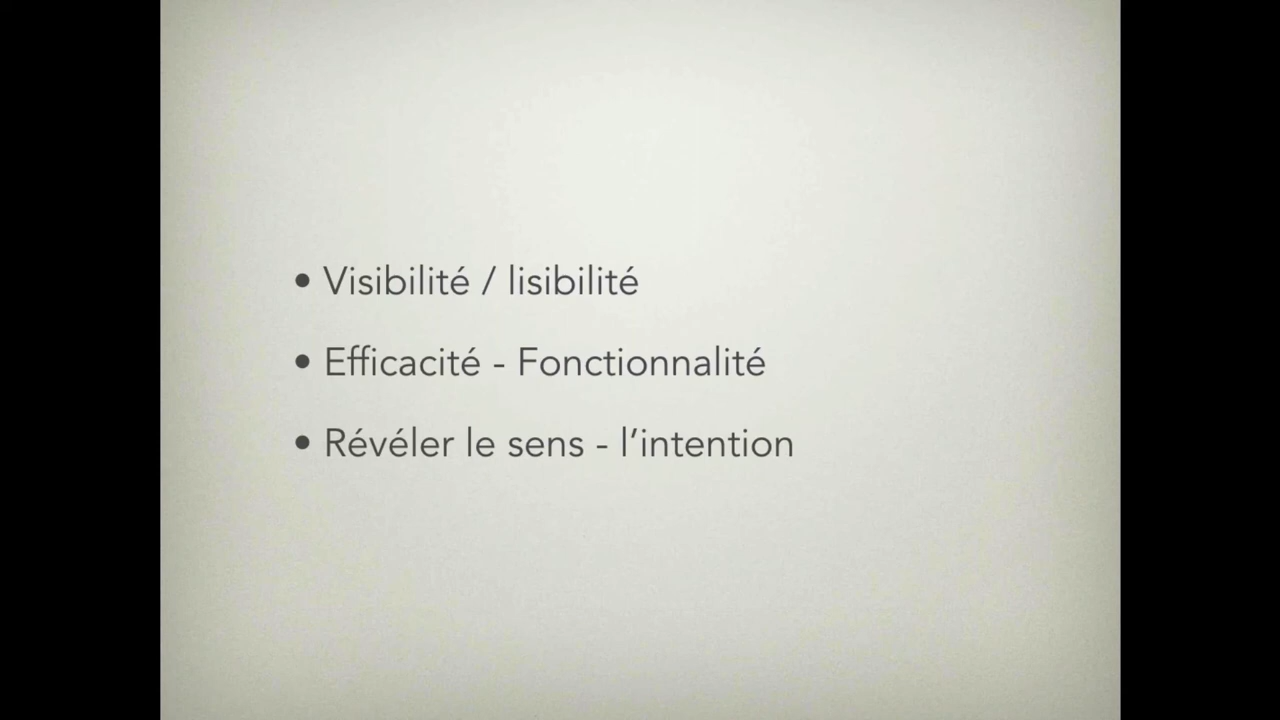 • Visibilité / lisibilité
• Efficacité - Fonctionnalité
• Révéler le sens - l’intention